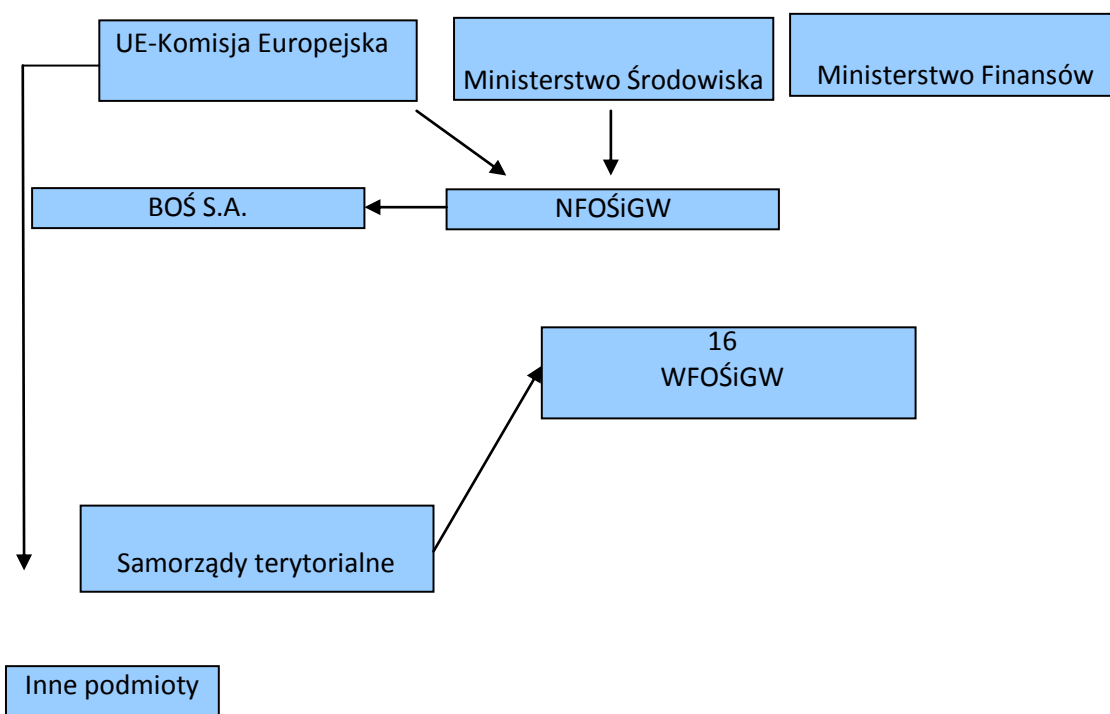 UE-Komisja Europejska
Ministerstwo Środowiska
Ministerstwo Finansów
BOŚ S.A.
NFOŚiGW
16
WFOŚiGW
Samorządy terytorialne
Inne podmioty